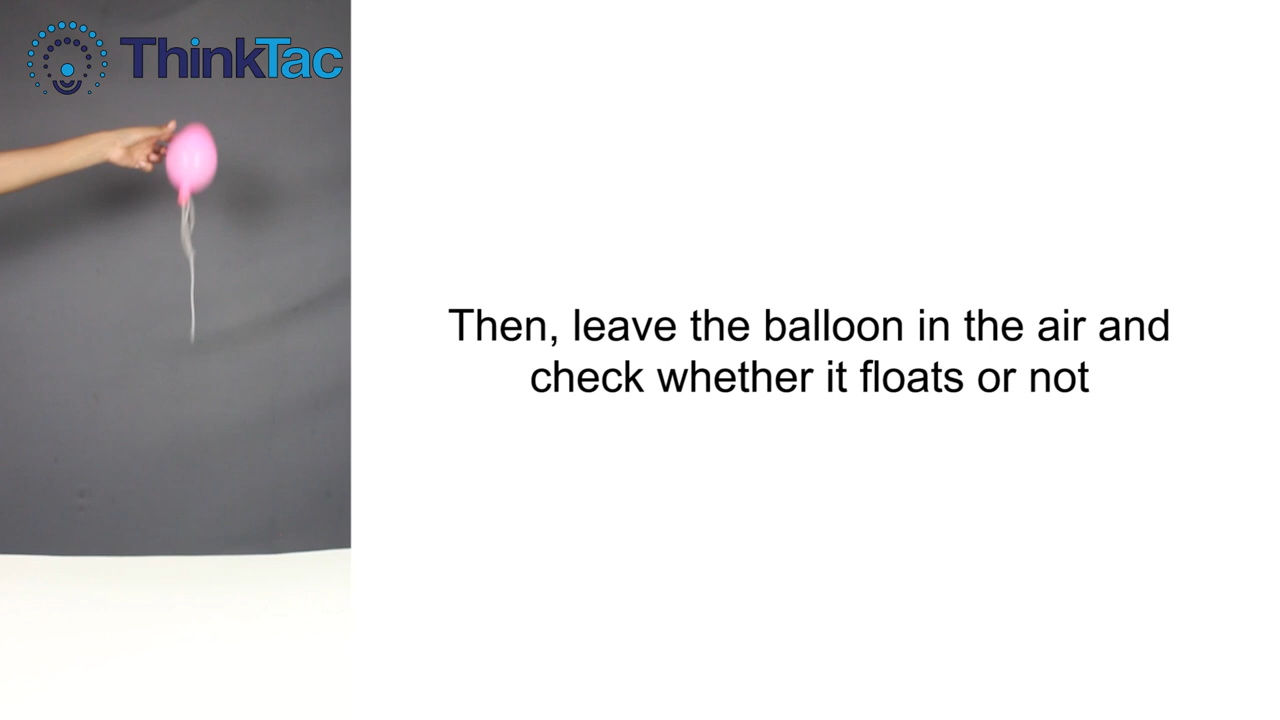 ThinkTac
Then, leave the balloon in the air and
check whether it floats or not